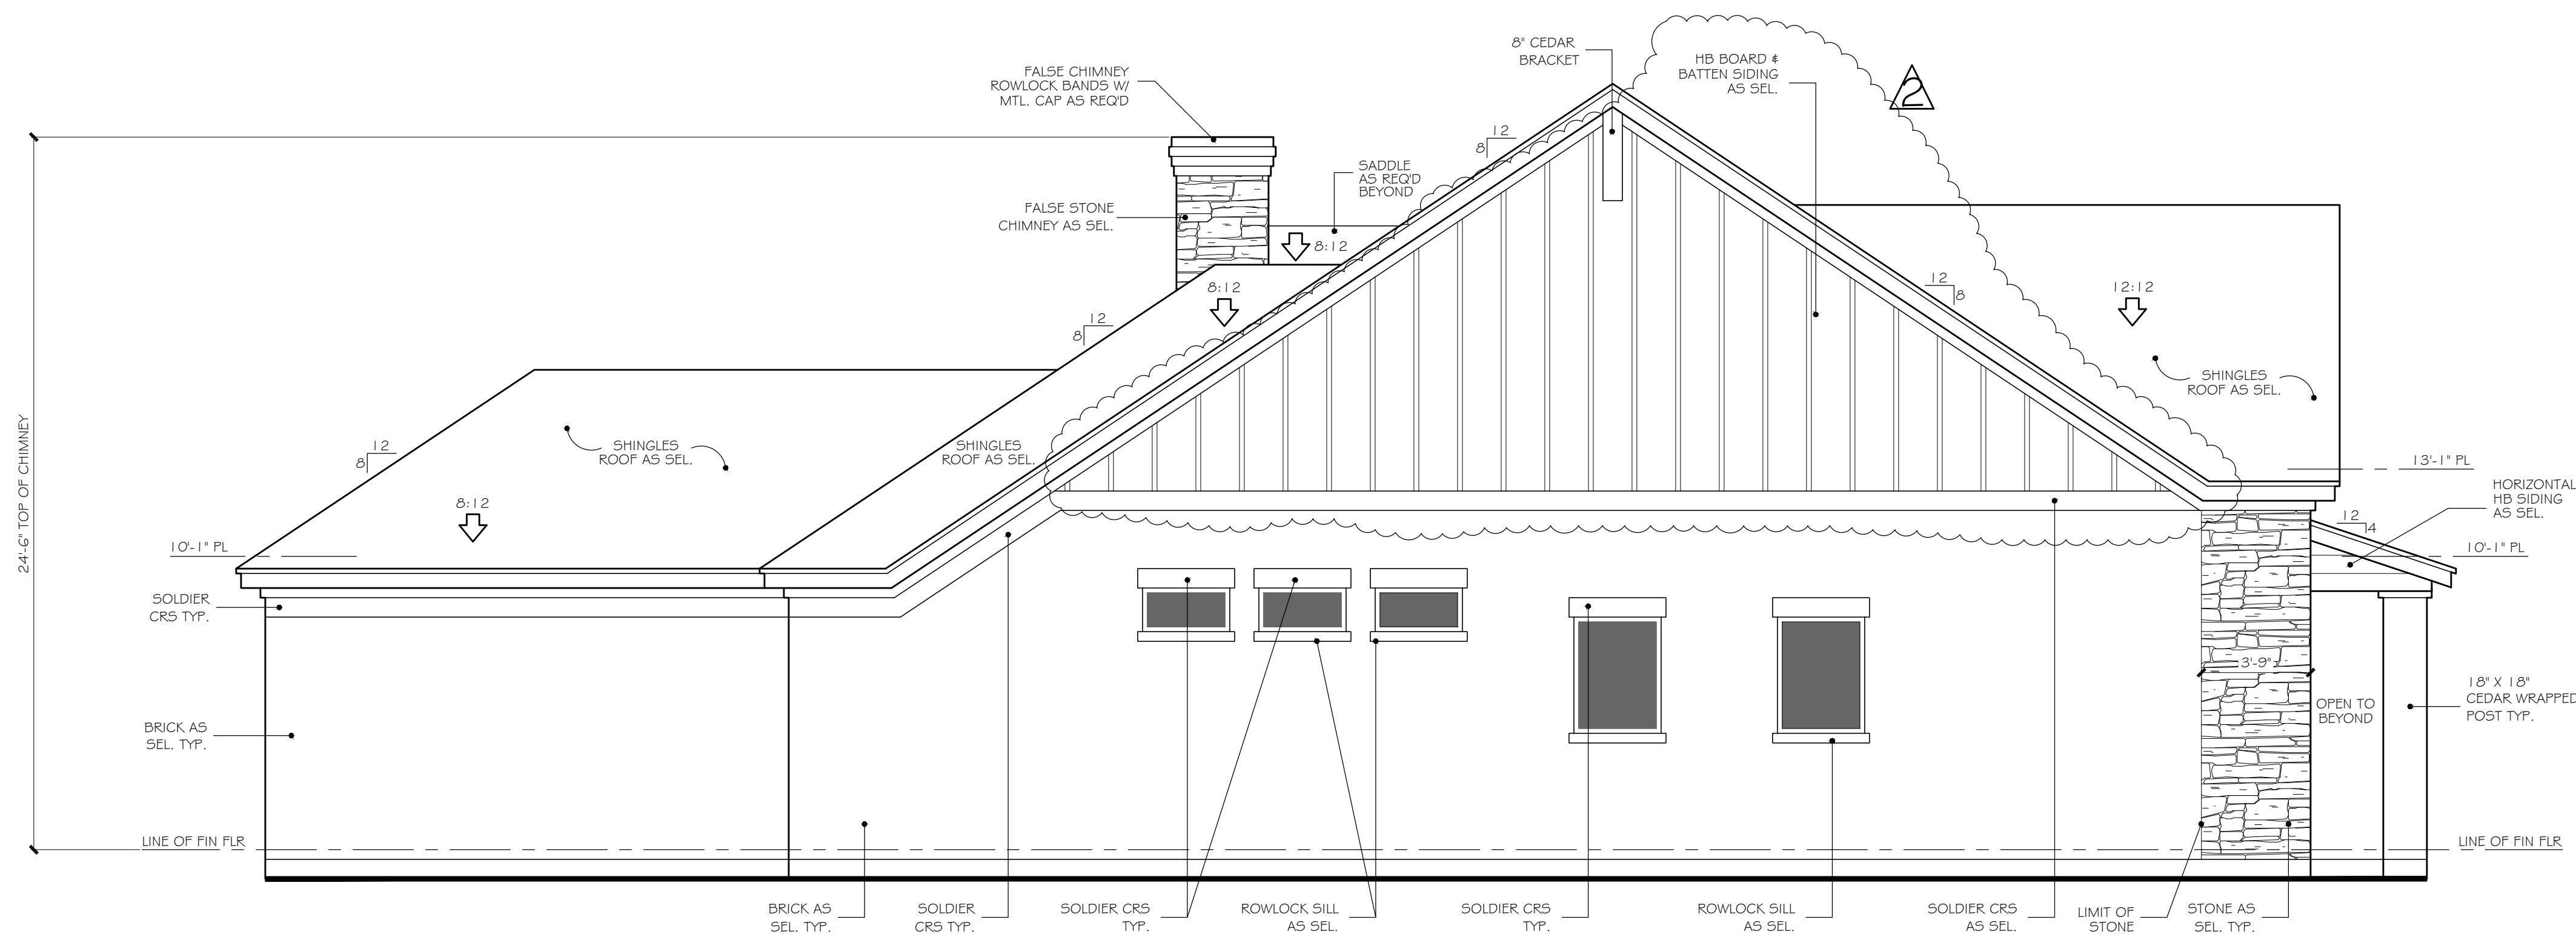 8" CEDAR
BRACKET
HB BOARD &
BATTEN SIDING
AS SEL.
2
FALSE CHIMNEY
ROWLOCK BANDS W/
MTL. CAP AS REQ'D
12
8
SADDLE
AS REQ'D
BEYOND
FALSE STONE
CHIMNEY AS SEL.
8:12
8:12
12
8
12:12
12
8
SHINGLES
ROOF AS SEL.
24'-6" TOP OF CHIMNEY
12
8
SHINGLES
ROOF AS SEL.
SHINGLES
ROOF AS SEL.
8:12
13'-1" PL
HORIZONTAL
HB SIDING
AS SEL.
12
4
10'-1" PL
10'-1" PL
SOLDIER
CRS TYP.
3'-9"
18" X 18"
CEDAR WRAPPED
POST TYP.
OPEN TO
BEYOND
BRICK AS
SEL. TYP.
LINE OF FIN FLR
LINE OF FIN FLR
BRICK AS
SEL. TYP.
SOLDIER
CRS TYP.
SOLDIER CRS
TYP.
ROWLOCK SILL
AS SEL.
SOLDIER CRS
TYP.
ROWLOCK SILL
AS SEL.
SOLDIER CRS
AS SEL.
LIMIT OF
STONE
STONE AS
SEL. TYP.